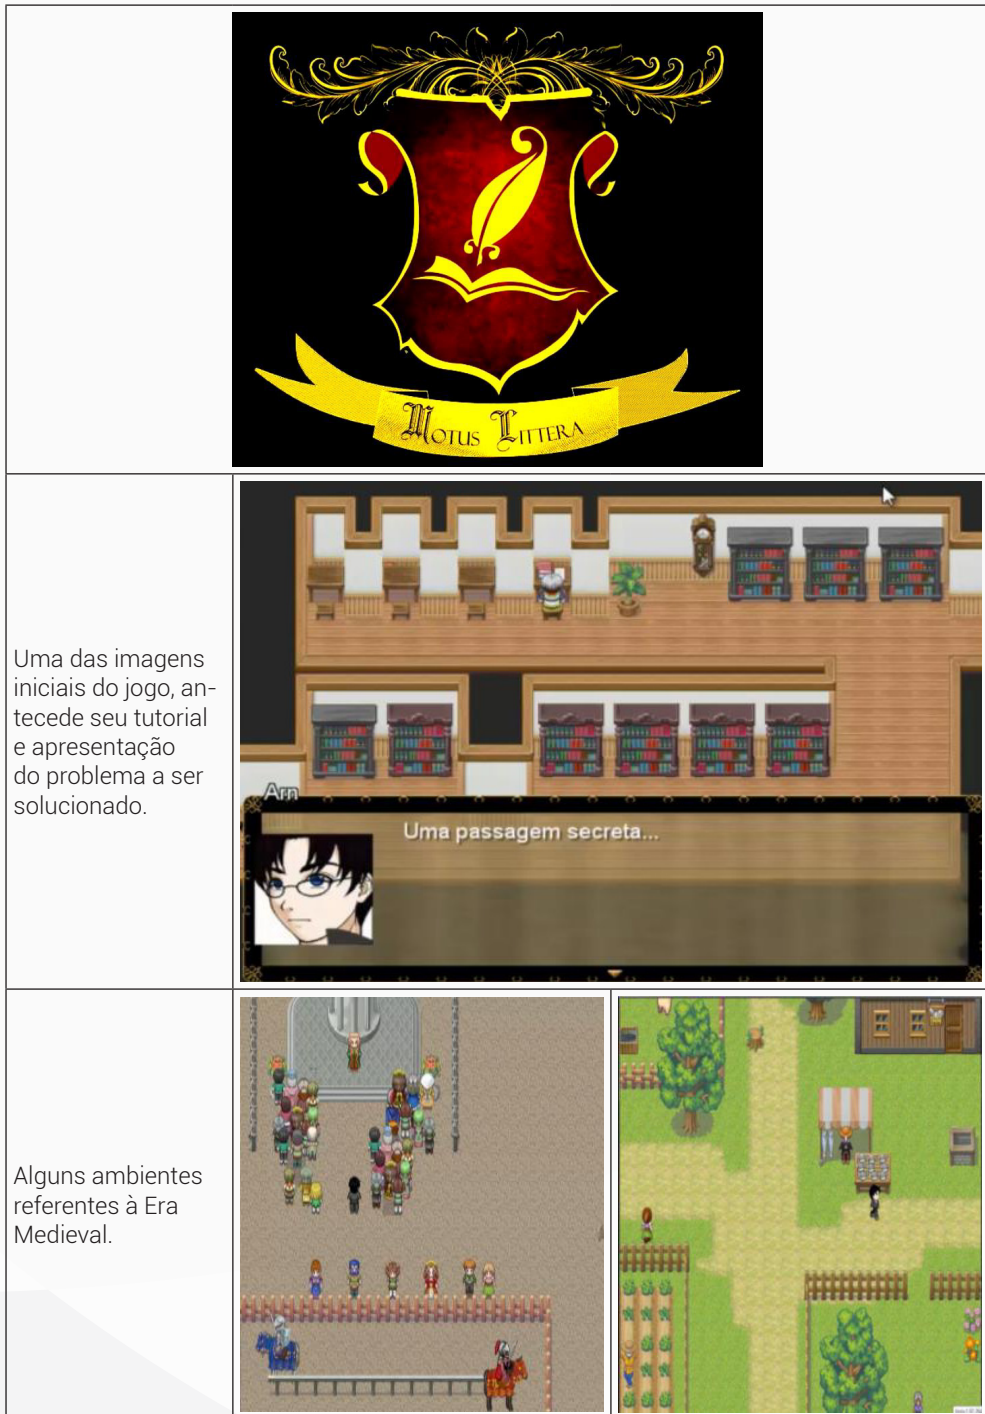 Motus Littera
Uma das imagens
iniciais do jogo, an-
tecede seu tutorial
e apresentação
do problema a ser
solucionado.
Arn
Uma passagem secreta...
Alguns ambientes
referentes à Era
Medieval.